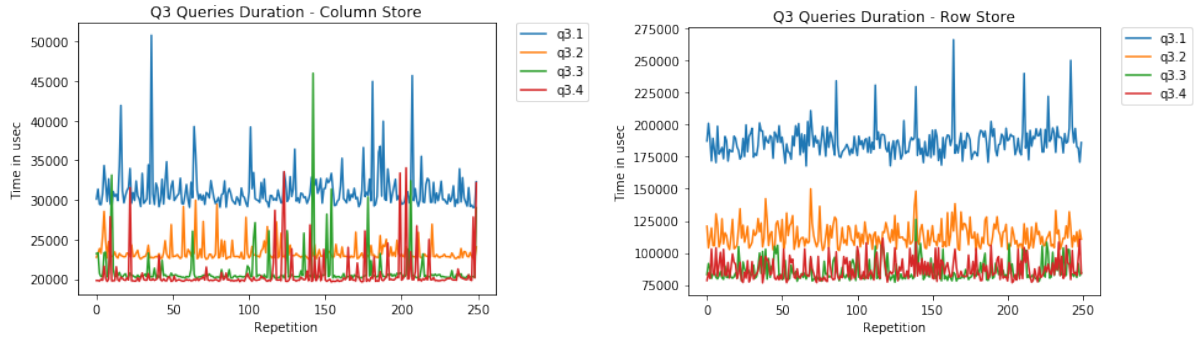 Q3 Queries Duration - Column Store
50000
45000
40000
35000
30000
25000
20000
Time in usec
0
50
100
150
200
250
Repetition
q3.1
q3.2
q3.3
q3.4
Q3 Queries Duration - Row Store
275000
250000
225000
200000
175000
150000
125000
100000
75000
Time in usec
0
50
100
150
200
250
Repetition
q3.1
q3.2
q3.3
q3.4